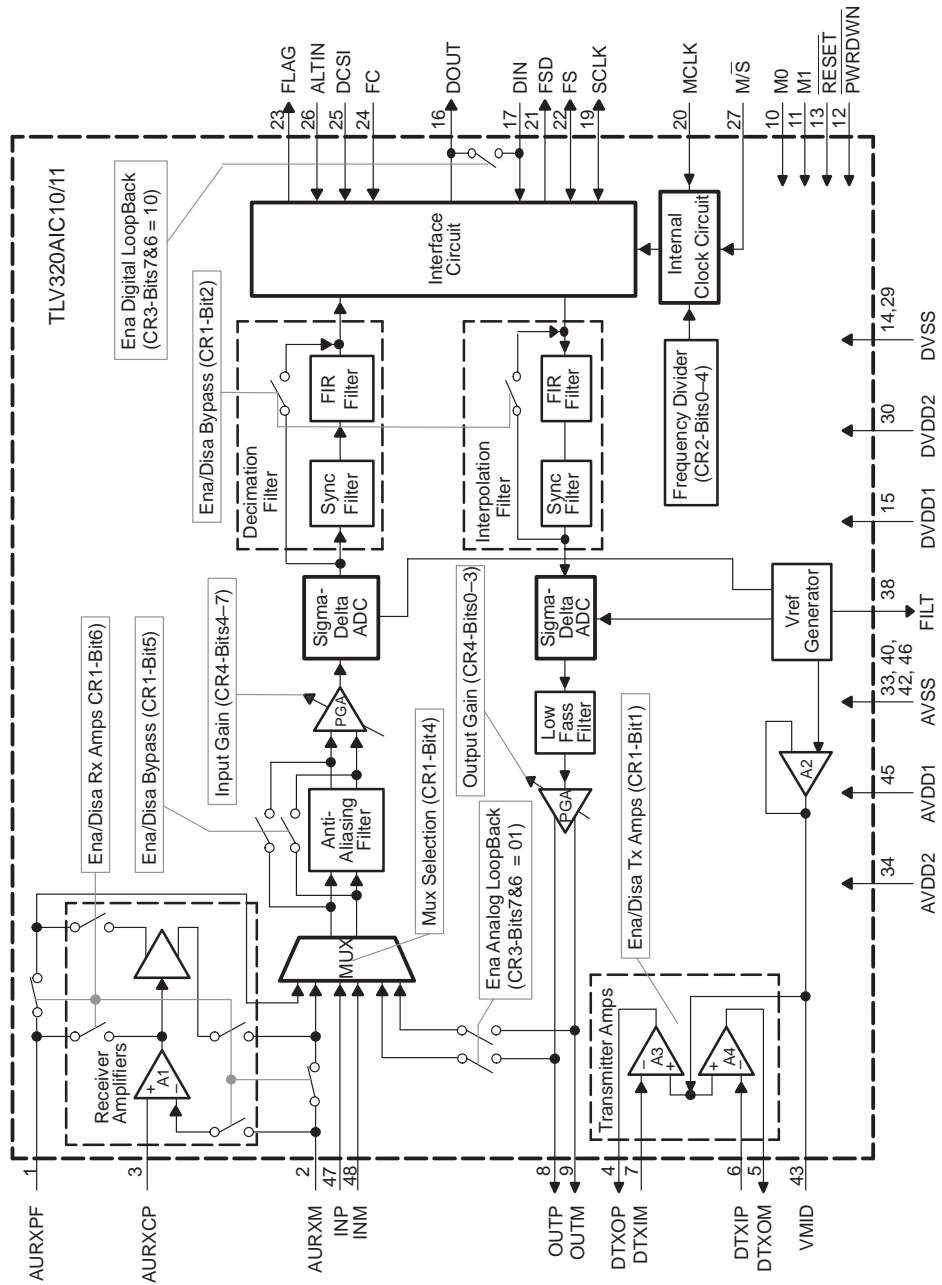 TLV320AIC10/11
Ena/Disa Rx Amps CR1-Bit6
Ena/Disa Bypass (CR1-Bit5)
Input Gain (CR4-Bits4–7)
Ena/Disa Bypass (CR1-Bit2)
Ena Digital LoopBack
(CR3-Bits7&6 = 10)
AURXPF
1
AURXCP
3
AURXM
2
INP
47
INM
48
Receiver
Amplifiers
A1
+
−
MUX
Anti-
Aliasing
Filter
PGA
Sigma-
Delta
ADC
Decimation
Filter
Sync
Filter
FIR
Filter
Interface
Circuit
23
FLAG
26
ALTIN
25
DCSI
24
FC
16
DOUT
17
DIN
21
FSD
22
FS
19
SCLK
20
MCLK
27
M/S
10
M0
11
M1
13
RESET
12
PWRDWN
Mux Selection (CR1-Bit4)
Output Gain (CR4-Bits0–3)
Ena Analog LoopBack
(CR3-Bits7&6 = 01)
OUTP
8
OUTM
9
PGA
Low
Fass
Filter
Sigma-
Delta
ADC
Interpolation
Filter
Sync
Filter
FIR
Filter
Internal
Clock Circuit
Frequency Divider
(CR2-Bits0–4)
Ena/Disa Tx Amps (CR1-Bit1)
Transmitter Amps
DTXOP
4
DTXIM
7
DTXIP
6
DTXOM
5
VMID
43
A3
−
+
A4
+
−
A2
Vref
Generator
34
AVDD2
45
AVDD1
33, 40,
42, 46
AVSS
38
FILT
15
DVDD1
30
DVDD2
14,29
DVSS